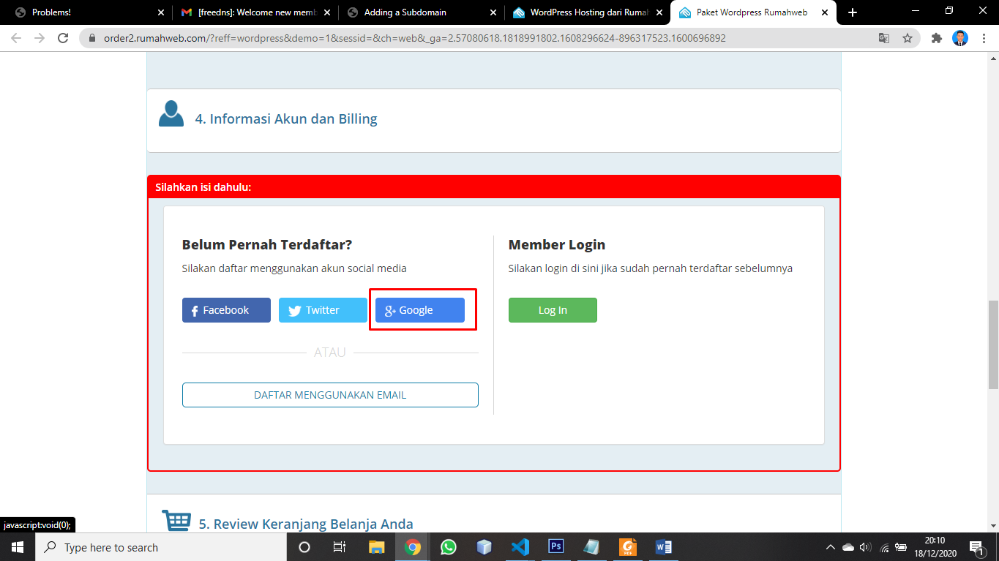 Problems!
[freedns]: Welcome new memb
Adding a Subdomain
WordPress Hosting dari Rumah
Paket Wordpress Rumahweb
order2.rumahweb.com/?reff=wordpress&demo=1&sessid=&ch=web&_ga=2.57080618.1818991802.1608296624-896317523.1600696892
4. Informasi Akun dan Billing
Silahkan isi dahulu:
Belum Pernah Terdaftar?
Silakan daftar menggunakan akun social media
Facebook
Twitter
g+ Google
ATAU
DAFTAR MENGGUNAKAN EMAIL
Member Login
Silakan login di sini jika sudah pernah terdaftar sebelumnya
Log In
5. Review Keranjang Belanja Anda
javascript:void(0);
Type here to search
Ps
PDF
W
20:10
18/12/2020
1